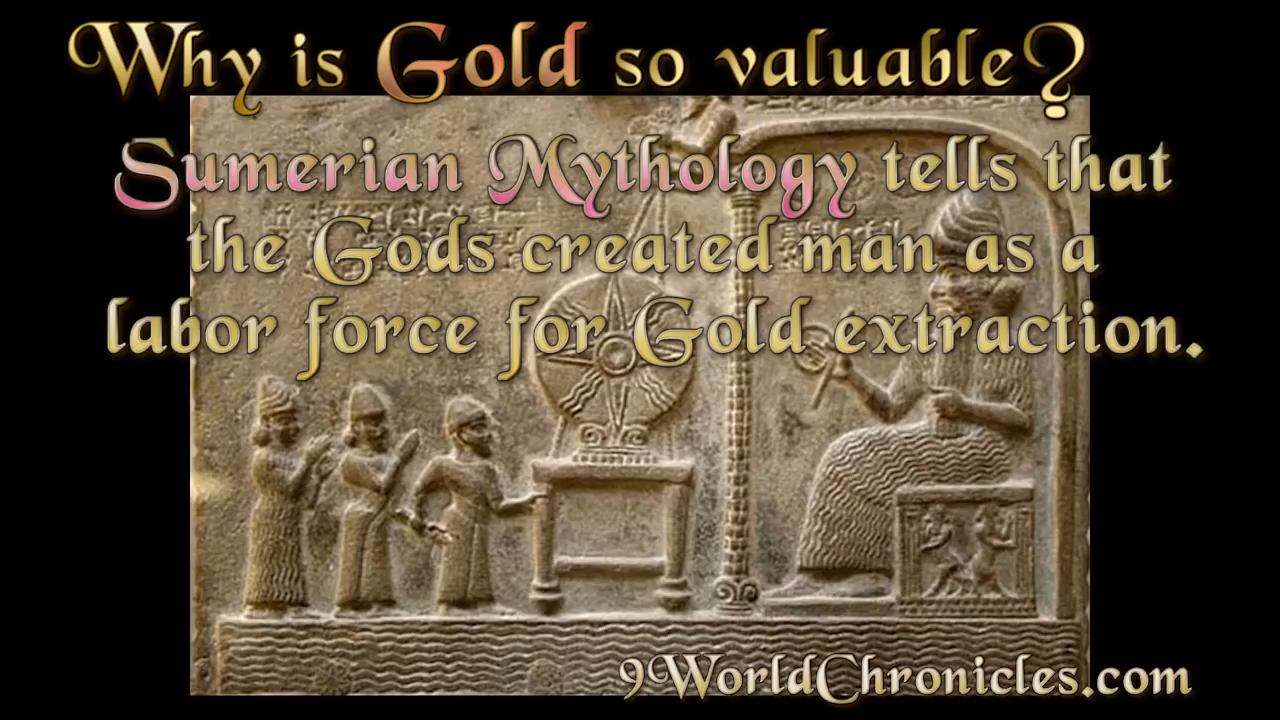 Why is Gold so valuable?
Sumerian Mythology tells that
the Gods created man as a
labor force for Gold extraction.
9WorldChronicles.com